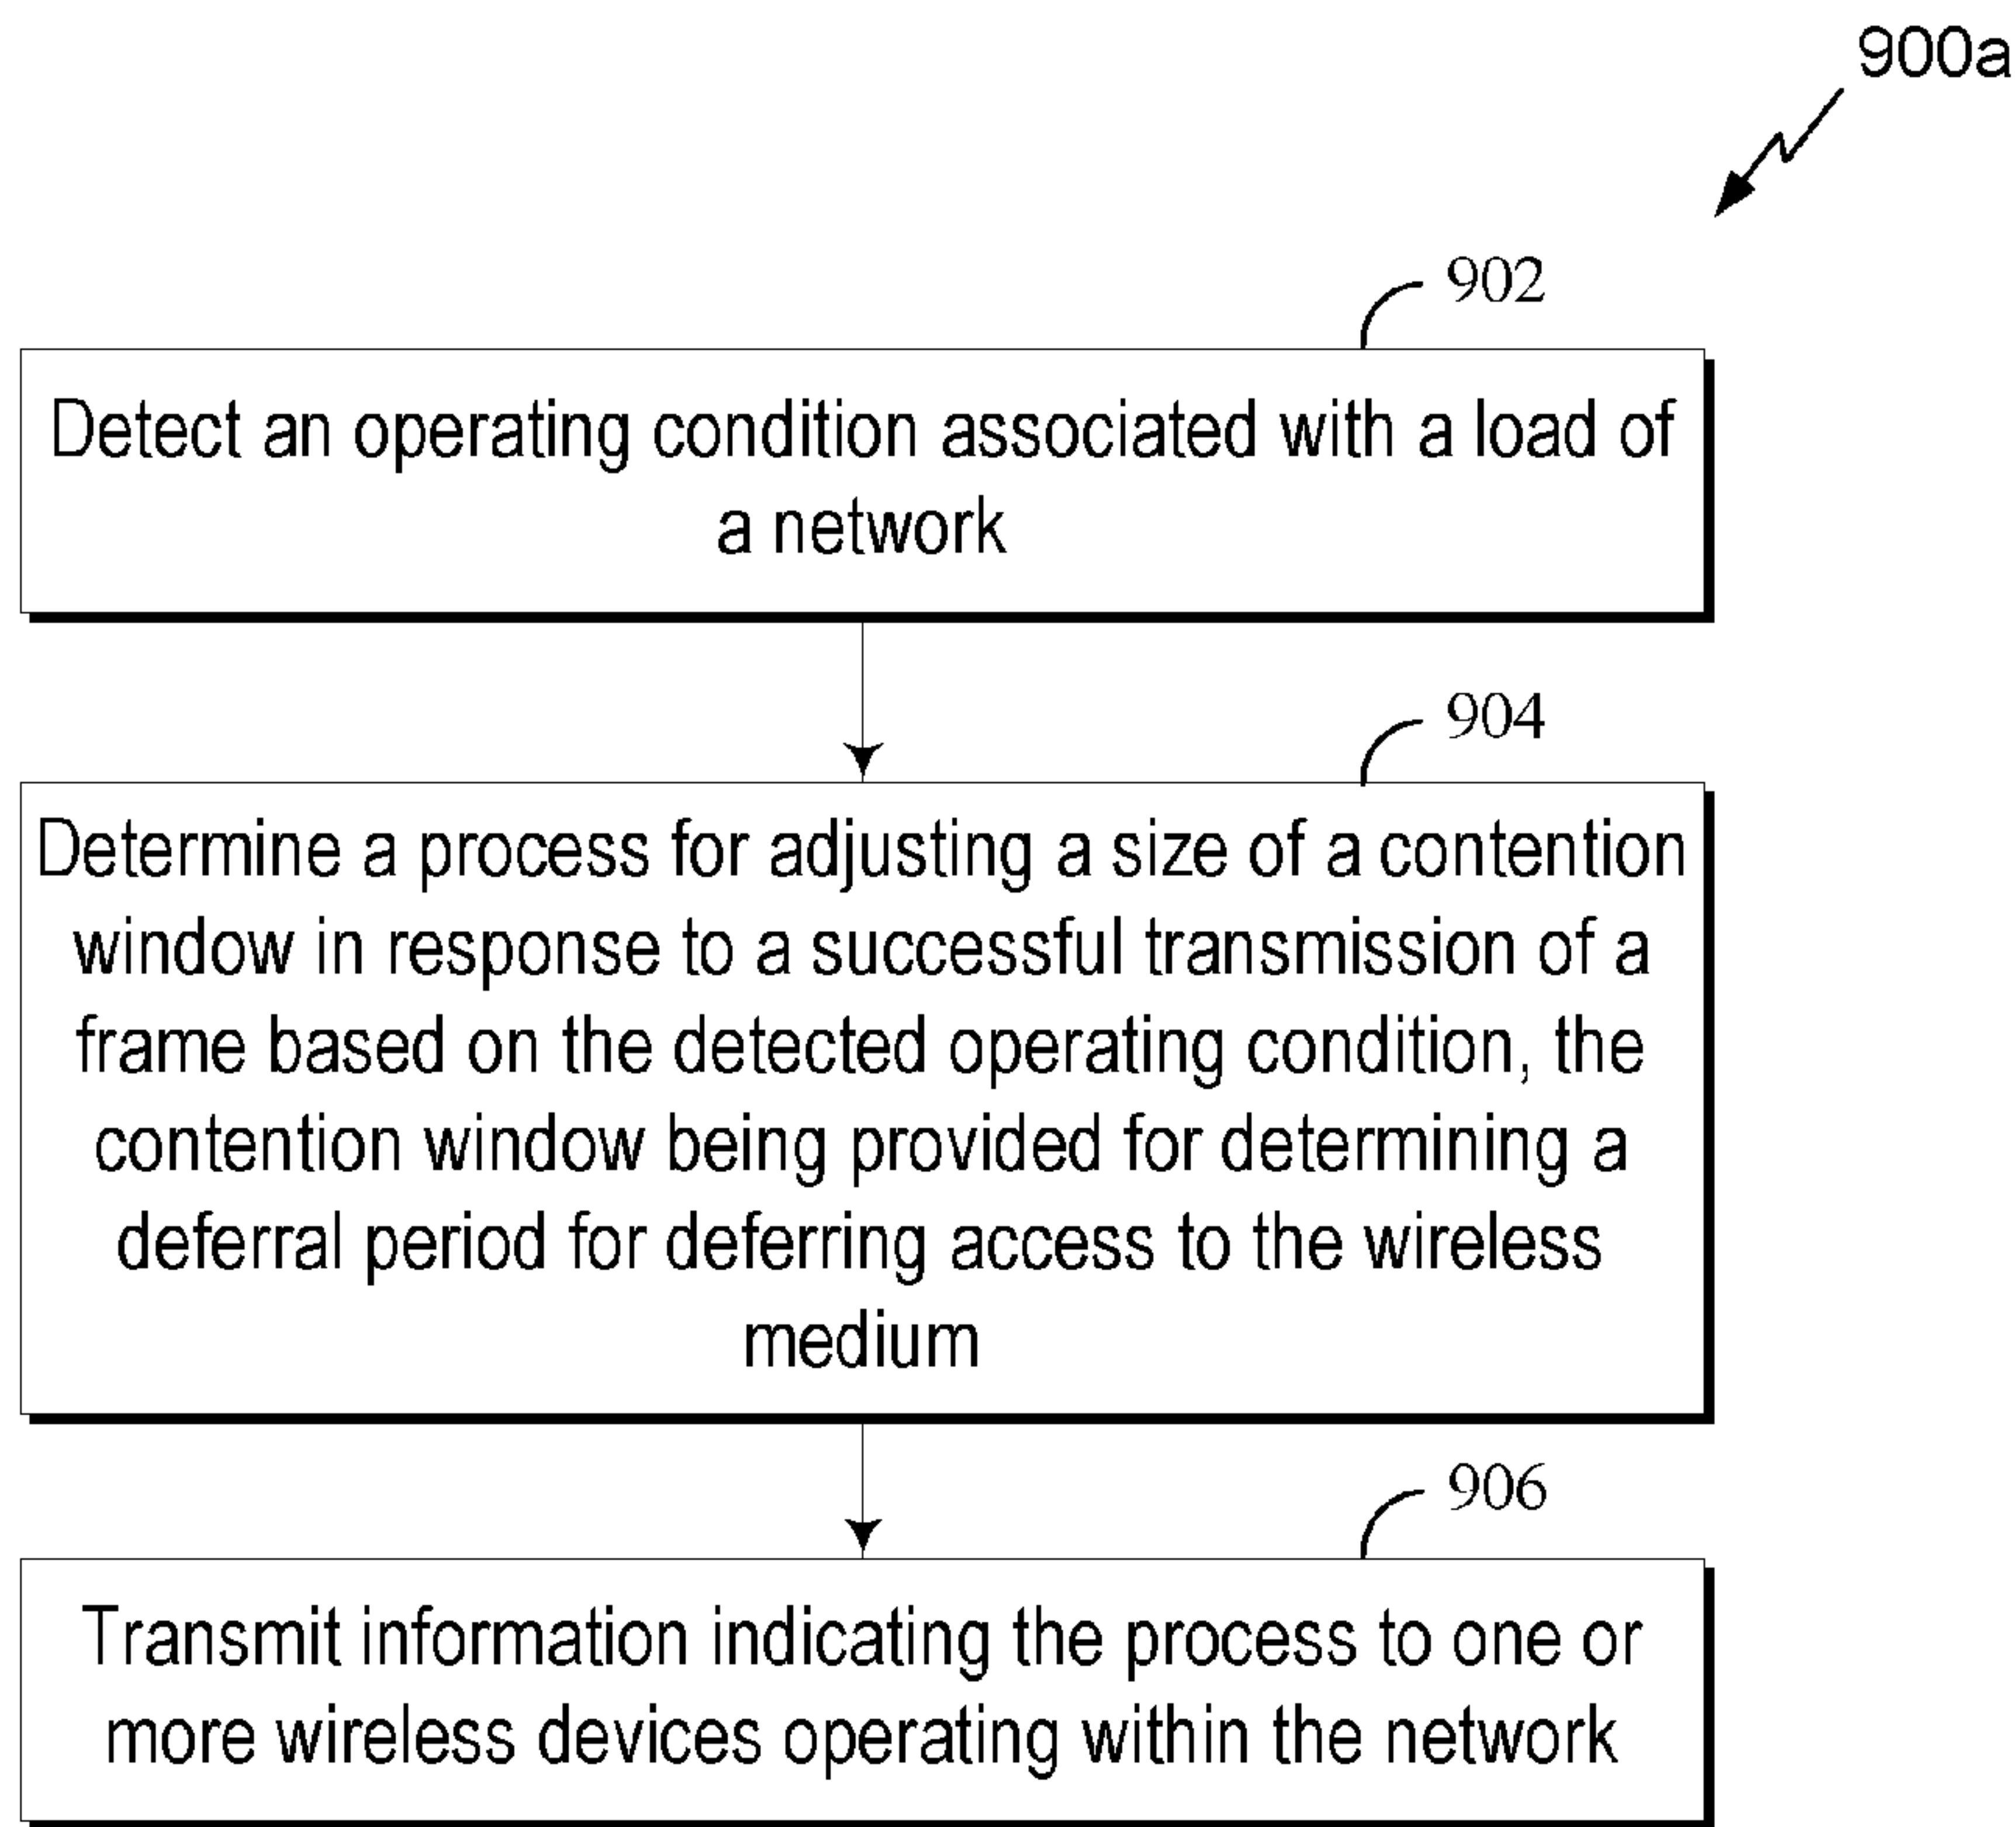 900a
902
Detect an operating condition associated with a load of
a network
904
Determine a process for adjusting a size of a contention
window in response to a successful transmission of a
frame based on the detected operating condition, the
contention window being provided for determining a
deferral period for deferring access to the wireless
medium
906
Transmit information indicating the process to one or
more wireless devices operating within the network